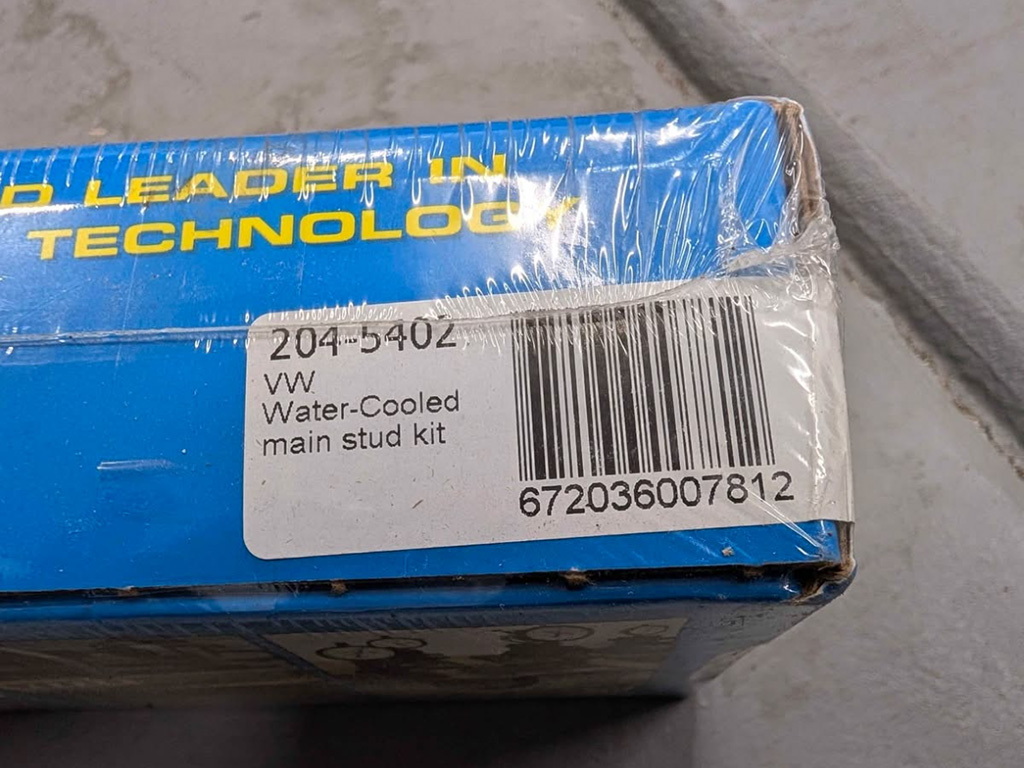 D LEADER IN
TECHNOLOGY
204-5402
VW
Water-Cooled
main stud kit
672036007812